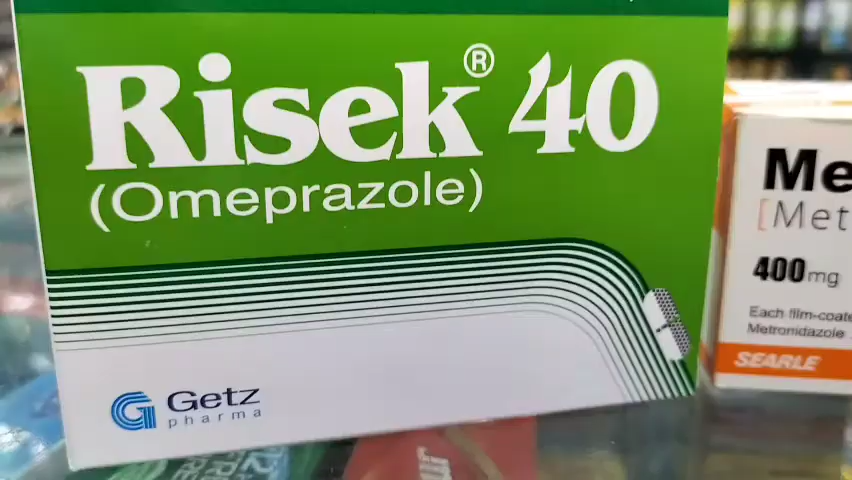 Risek® 40
(Omeprazole)
Getz
pharma
Me
[Met
400mg
Each film-coate
Metronidazole
SEARLE